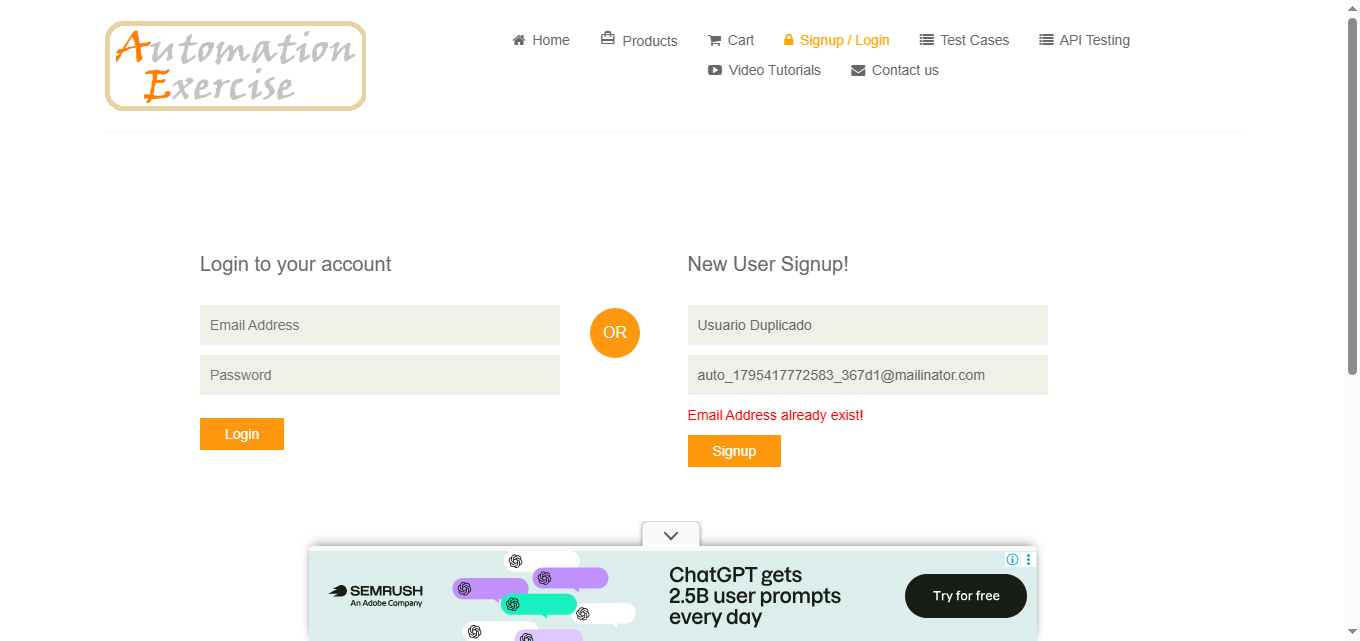 Automation
Exercise
Home
Products
Cart
Signup / Login
Test Cases
API Testing
Video Tutorials
Contact us
Login to your account
Email Address
Password
Login
OR
New User Signup!
Usuario Duplicado
auto_1795417772583_367d1@mailinator.com
Email Address already exist!
Signup
SEMRUSH
An Adobe Company
ChatGPT gets
2.5B user prompts
every day
Try for free